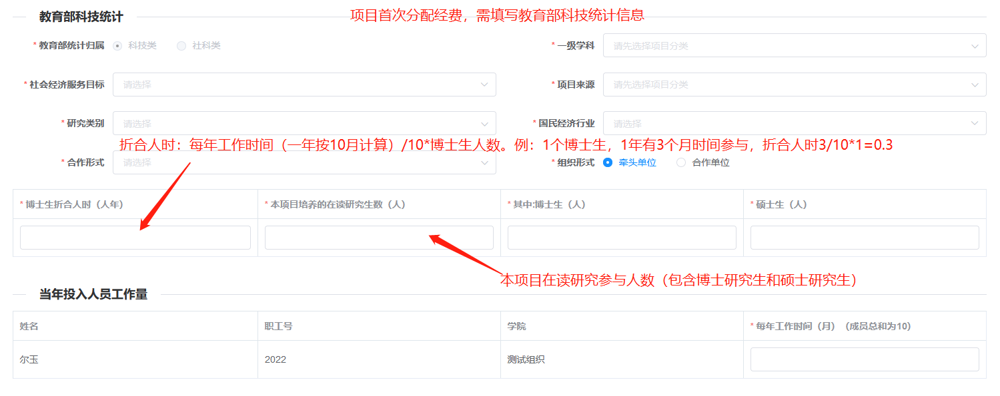 教育部科技统计
项目首次分配经费，需填写教育部科技统计信息
* 教育部统计归属 科技类 社科类
* 一级学科 请先选择项目分类
* 社会经济服务目标 请选择
* 项目来源 请先选择项目分类
* 研究类别 请选择
* 国民经济行业 请选择
折合人时：每年工作时间（一年按10月计算）/10*博士生人数。例：1个博士生，1年有3个月时间参与，折合人时3/10*1=0.3
* 合作形式 请选择
* 组织形式 牵头单位 合作单位
* 博士生折合人时（人年） * 本项目培养的在读研究生数（人） * 其中:博士生（人） * 硕士生（人）
本项目在读研究参与人数（包含博士研究生和硕士研究生）
当年投入人员工作量
姓名 职工号 学院 * 每年工作时间（月）（成员总和为10）
尔玉 2022 测试组织